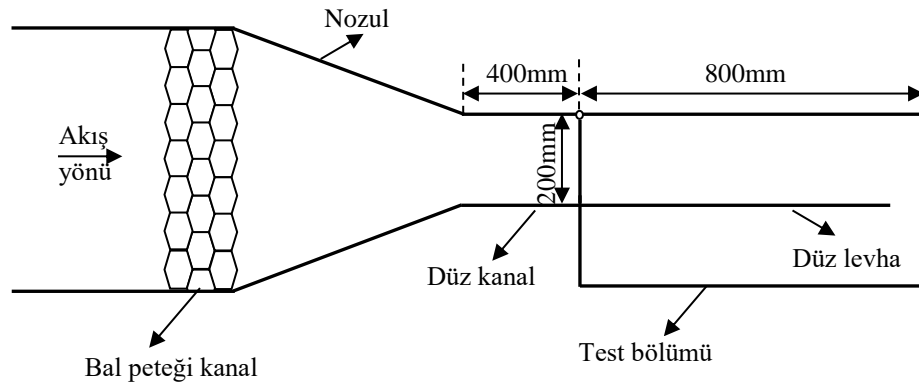 Nozul
400mm
800mm
Akış
yönü
200mm
Düz kanal
Düz levha
Bal peteği kanal
Test bölümü